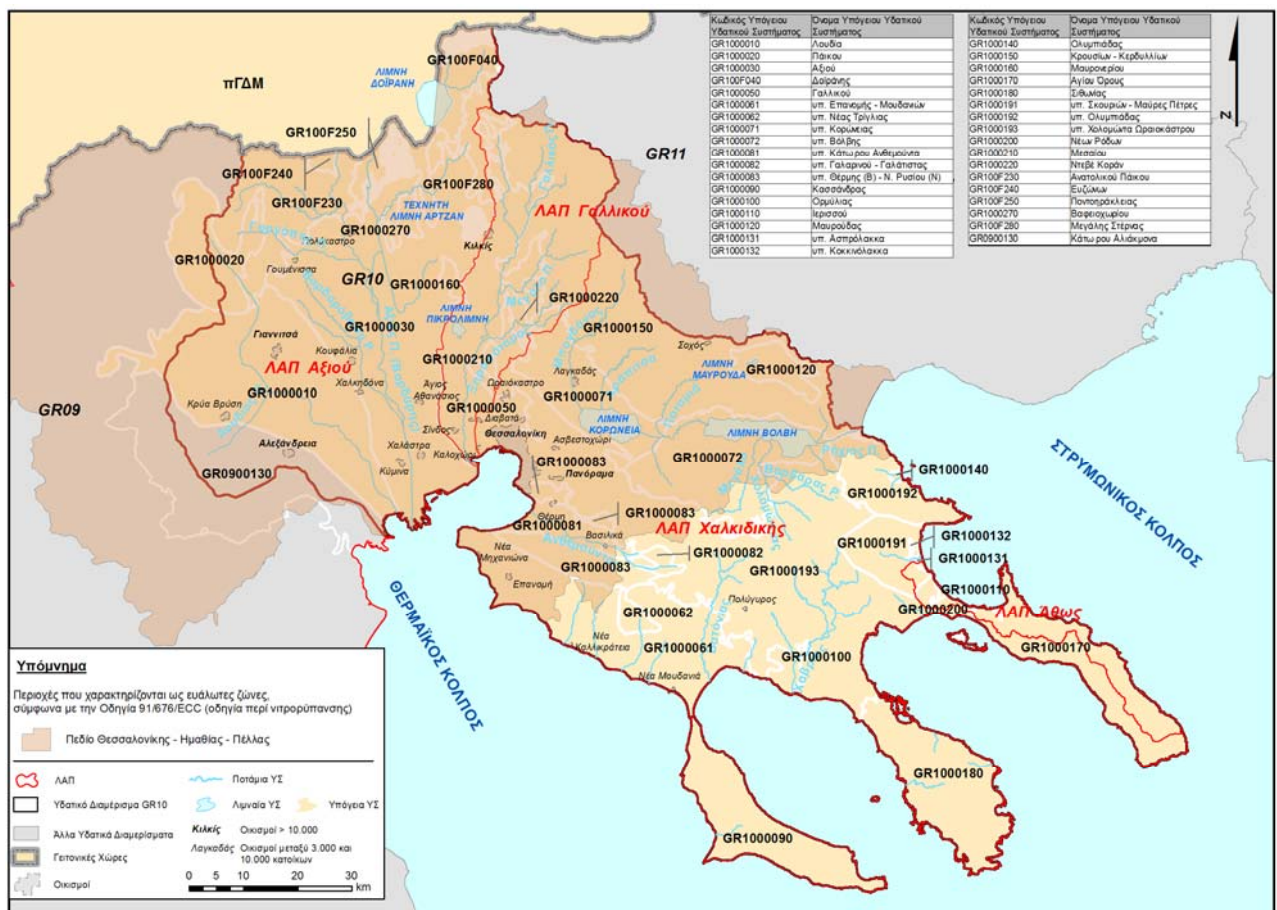 Κωδικός Υπόγειου Υδατικού Συστήματος
Όνομα Υπόγειου Υδατικού Συστήματος
GR1000010 Λουδία
GR1000020 Πάικου
GR1000030 Αξιού
GR100F040 Δοϊράνης
GR1000050 Γαλλικού
GR1000061 υπ. Επανομής - Μουδανιών
GR1000062 υπ. Νέας Τρίγλιας
GR1000071 υπ. Κορώνειας
GR1000072 υπ. Βόλβης
GR1000081 υπ. Κάτω ρου Ανθεμούντα
GR1000082 υπ. Γαλαρινού - Γαλάτιστας
GR1000083 υπ. Θέρμης (Β) - Ν. Ρυσίου (Ν)
GR1000090 Κασσάνδρας
GR1000100 Ορμύλιας
GR1000110 Ιερισσού
GR1000120 Μαυρούδας
GR1000131 υπ. Ασπρόλακκα
GR1000132 υπ. Κοκκινόλακκα
Κωδικός Υπόγειου Υδατικού Συστήματος
Όνομα Υπόγειου Υδατικού Συστήματος
GR1000140 Ολυμπιάδας
GR1000150 Κρουσίων - Κερδυλλίων
GR1000160 Μαυρονερίου
GR1000170 Αγίου Όρους
GR1000180 Σιθωνίας
GR1000191 υπ. Σκουριών - Μαύρες Πέτρες
GR1000192 υπ. Ολυμπιάδας
GR1000193 υπ. Χολομώντα Ωραιοκάστρου
GR1000200 Νέων Ρόδων
GR1000210 Μεσαίου
GR1000220 Ντεβέ Κοράν
GR100F230 Ανατολικού Πάικου
GR100F240 Ευζώνων
GR100F250 Ποντοηράκλειας
GR1000270 Βαφειοχωρίου
GR100F280 Μεγάλης Στέρνας
GR0900130 Κάτω ρου Αλιάκμονα
N
πΓΔΜ
ΛΙΜΝΗ
ΔΟΪΡΑΝΗ
GR100F040
GR100F250
GR11
GR100F240
GR100F280
GR100F230
ΤΕΧΝΗΤΗ
ΛΙΜΝΗ ΑΡΤΖΑΝ
ΛΑΠ Γαλλικού
Γαλλικός
GR1000270
Πολύκαστρο
Κιλκίς
GR1000020
Γουμένισσα
GR10
GR1000160
GR1000220
ΛΙΜΝΗ
ΠΙΚΡΟΛΙΜΝΗ
GR1000030
GR1000150
Γιαννιτσά
Κουφάλια
Σοχός
ΛΙΜΝΗ
ΜΑΥΡΟΥΔΑ
ΛΑΠ Αξιού
GR1000210
GR1000120
Χαλκηδόνα
Άγιος
Αθανάσιος
Ωραιόκαστρο
Λαγκαδάς
GR1000010
GR1000071
GR09
Κρύα Βρύση
GR1000050
Διαβατά
ΛΙΜΝΗ
ΚΟΡΩΝΕΙΑ
ΛΙΜΝΗ ΒΟΛΒΗ
Σίνδος
Θεσσαλονίκη
Ασβεστοχώρι
Αλεξάνδρεια
Χαλάστρα
Καλοχώρι
GR1000072
GR0900130
Κύμινα
GR1000083
Πανόραμα
Βαρβάρας Ρ.
GR1000140
GR1000192
ΣΤΡΥΜΩΝΙΚΟΣ ΚΟΛΠΟΣ
Θέρμη
GR1000083
GR1000081
ΛΑΠ Χαλκιδικής
Βασιλικά
GR1000132
GR1000191
Νέα
Μηχανιώνα
GR1000082
GR1000131
GR1000083
GR1000193
Επανομή
GR1000110
ΘΕΡΜΑΪΚΟΣ ΚΟΛΠΟΣ
Πολύγυρος
GR1000062
GR1000200
ΛΑΠ Άθως
Νέα
Καλλικράτεια
GR1000061
GR1000100
GR1000170
Χαβρίας
Νέα Μουδανιά
GR1000180
GR1000090
Υπόμνημα
Περιοχές που χαρακτηρίζονται ως ευάλωτες ζώνες,
σύμφωνα με την Οδηγία 91/676/ECC (οδηγία περί νιτρορύπανσης)
Πεδίο Θεσσαλονίκης - Ημαθίας - Πέλλας
ΛΑΠ
Ποτάμια ΥΣ
Υδατικό Διαμέρισμα GR10
Λιμναία ΥΣ
Υπόγεια ΥΣ
Άλλα Υδατικά Διαμερίσματα
Κιλκίς Οικισμοί > 10.000
Γειτονικές Χώρες
Λαγκαδάς Οικισμοί μεταξύ 3.000 και
10.000 κατοίκων
Οικισμοί
0 5 10 20 30
km